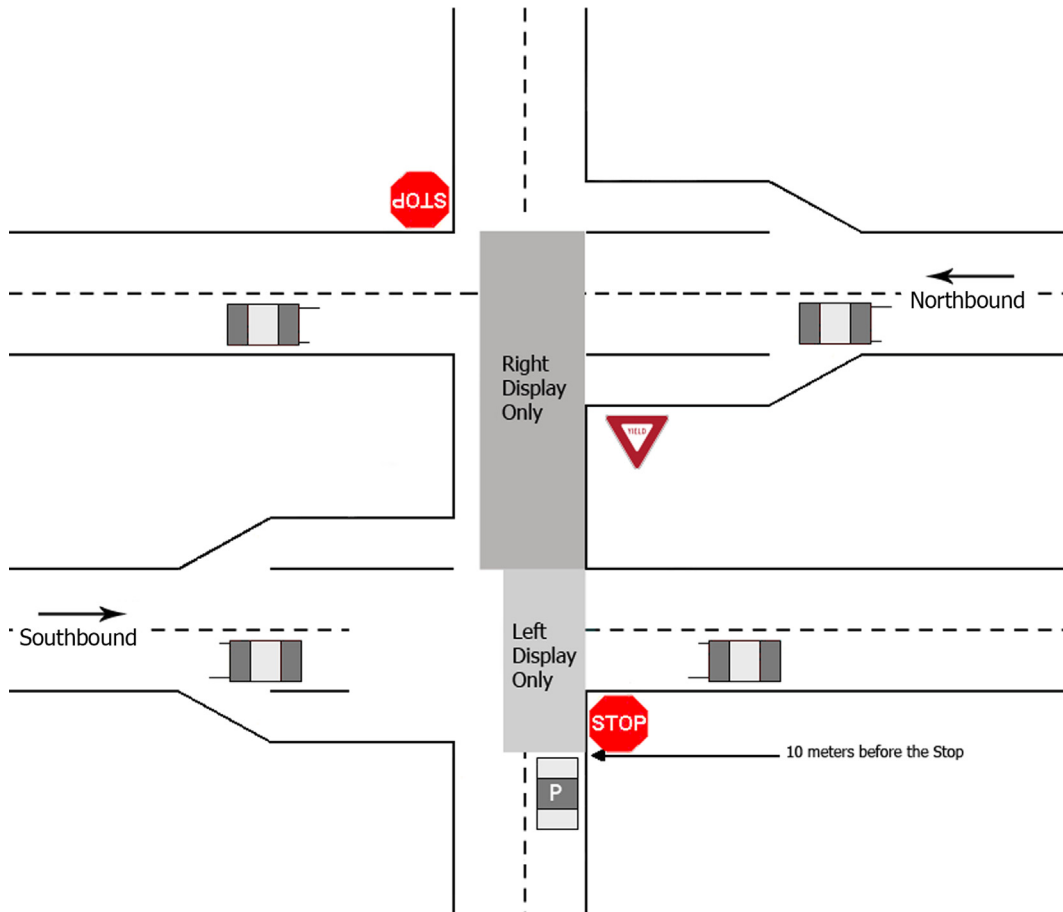 STOP
Northbound
Right
Display
Only
YIELD
Southbound
Left
Display
Only
STOP
10 meters before the Stop
P